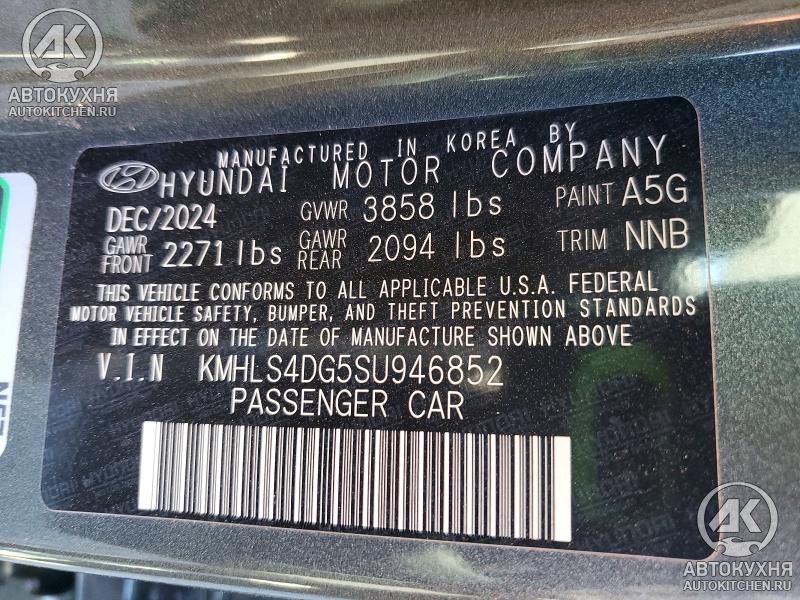 АК
АВТОКУХНЯ
AUTOKITCHEN.RU
MANUFACTURED IN KOREA BY
HYUNDAI MOTOR COMPANY
DEC/2024 GVWR 3858 lbs PAINT A5G
GAWR FRONT 2271 lbs GAWR REAR 2094 lbs TRIM NNB
THIS VEHICLE CONFORMS TO ALL APPLICABLE U.S.A. FEDERAL
MOTOR VEHICLE SAFETY, BUMPER, AND THEFT PREVENTION STANDARDS
IN EFFECT ON THE DATE OF MANUFACTURE SHOWN ABOVE
V.I.N KMHLS4DG5SU946852
PASSENGER CAR
АК
АВТОКУХНЯ
AUTOKITCHEN.RU